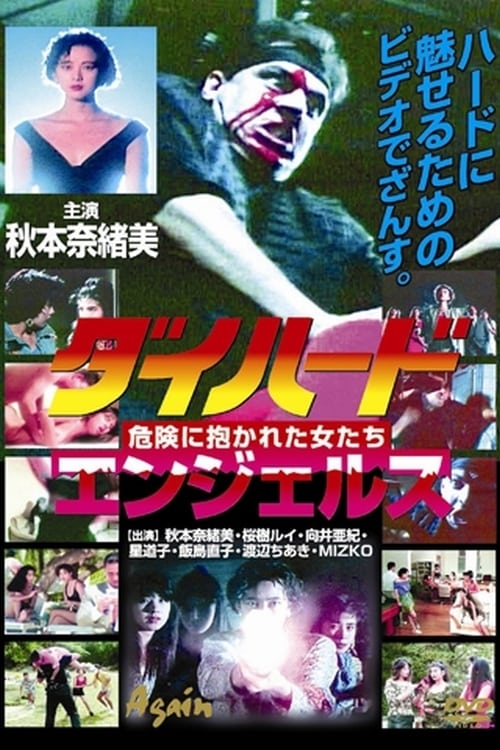 ハードに
魅せるための
ビデオでざんす。
主演
秋本奈緒美
ダイハード
危険に抱かれた女たち
エンジェルス
【出演】秋本奈緒美・桜樹ルイ・向井亜紀・
星道子・飯島直子・渡辺ちあき・MIZKO
Again
DVD